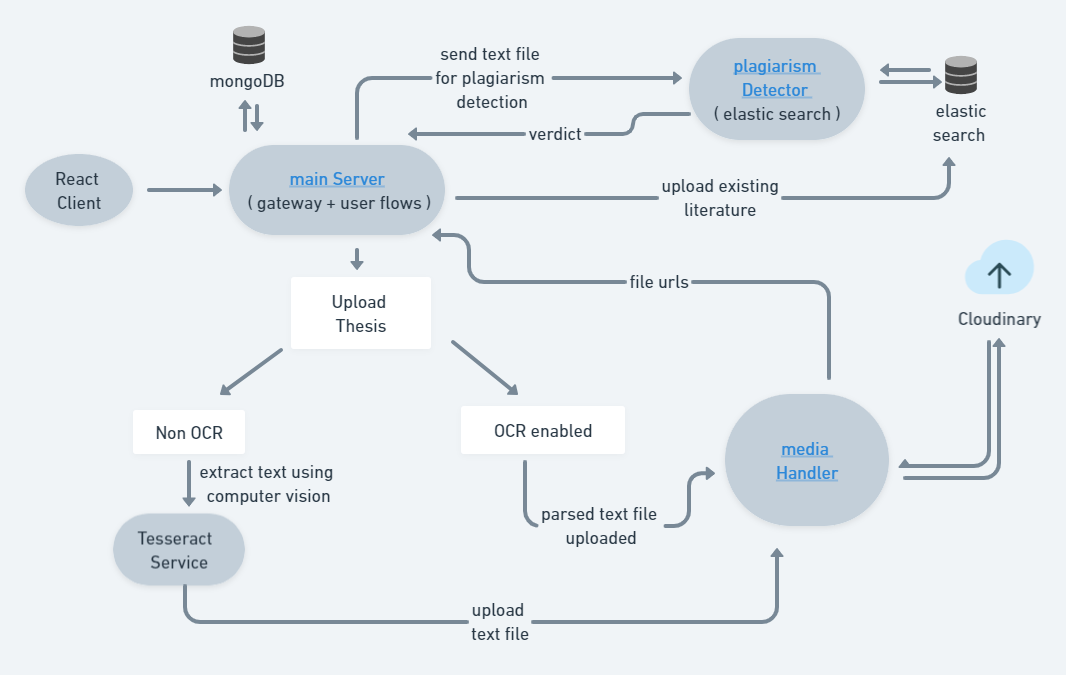 mongoDB
send text file
for plagiarism
detection
plagiarism
Detector
( elastic search )
elastic
search
verdict
React
Client
main Server
( gateway + user flows )
upload existing
literature
file urls
Cloudinary
Upload
Thesis
Non OCR
OCR enabled
media
Handler
extract text using
computer vision
parsed text file
uploaded
Tesseract
Service
upload
text file